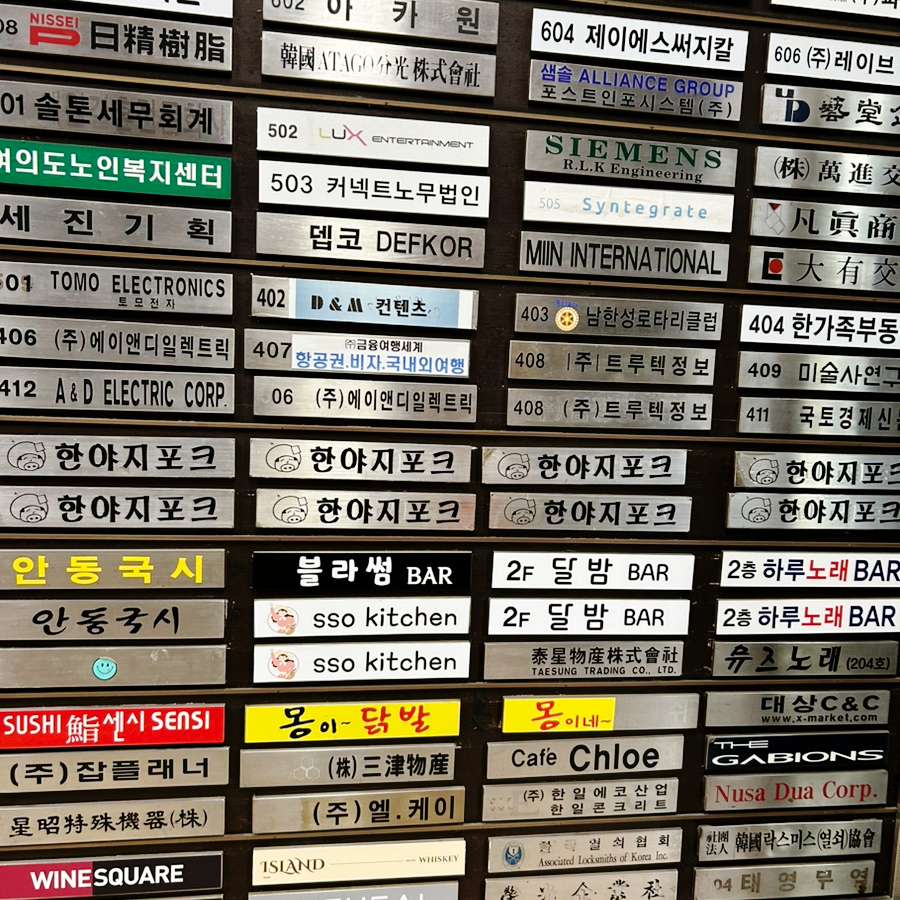 602 아 카 원
604 제이에스써지칼
606 (주)레이브
NISSEI 日精樹脂
韓國ATAGO分光株式會社
샘솔 ALLIANCE GROUP
포스트인포시스템(주)
藝堂
01 솔톤세무회계
502 LUX ENTERTAINMENT
SIEMENS
R.L.K Engineering
(株) 萬進交
여의도노인복지센터
503 커넥트노무법인
505 Syntegrate
凡眞商
세 진 기 획
뎁코 DEFKOR
MIIN INTERNATIONAL
大有交
501 TOMO ELECTRONICS
토모전자
402 D & M 컨텐츠
403 남한성로타리클럽
404 한가족부동
406 (주)에이앤디일렉트릭
407 ㈜금융여행세계
항공권.비자.국내외여행
408 (주)트루텍정보
409 미술사연구
412 A & D ELECTRIC CORP.
06 (주)에이앤디일렉트릭
408 (주)트루텍정보
411 국토경제신
한야지포크
한야지포크
한야지포크
한야지포크
한야지포크
한야지포크
한야지포크
한야지포크
안동국시
블라썸 BAR
2F 달밤 BAR
2층 하루노래 BAR
안동국시
sso kitchen
2F 달밤 BAR
2층 하루노래 BAR
sso kitchen
泰星物産株式會社
TAESUNG TRADING CO., LTD.
뮤즈노래 (204호)
SUSHI 鮨 센시 SENSI
몽이~닭발
몽이네~
대상C&C
www.x-market.com
(주)잡플래너
(株)三津物産
Café Chloe
THE GABIONS
星昭特殊機器(株)
(주)엘.케이
(주)한일에코산업
한일콘크리트
Nusa Dua Corp.
WINESQUARE
ISLAND WHISKEY
열쇠협회
Associated Locksmiths of Korea Inc.
社團法人 韓國락스미스(열쇠)協會
04 태영무역